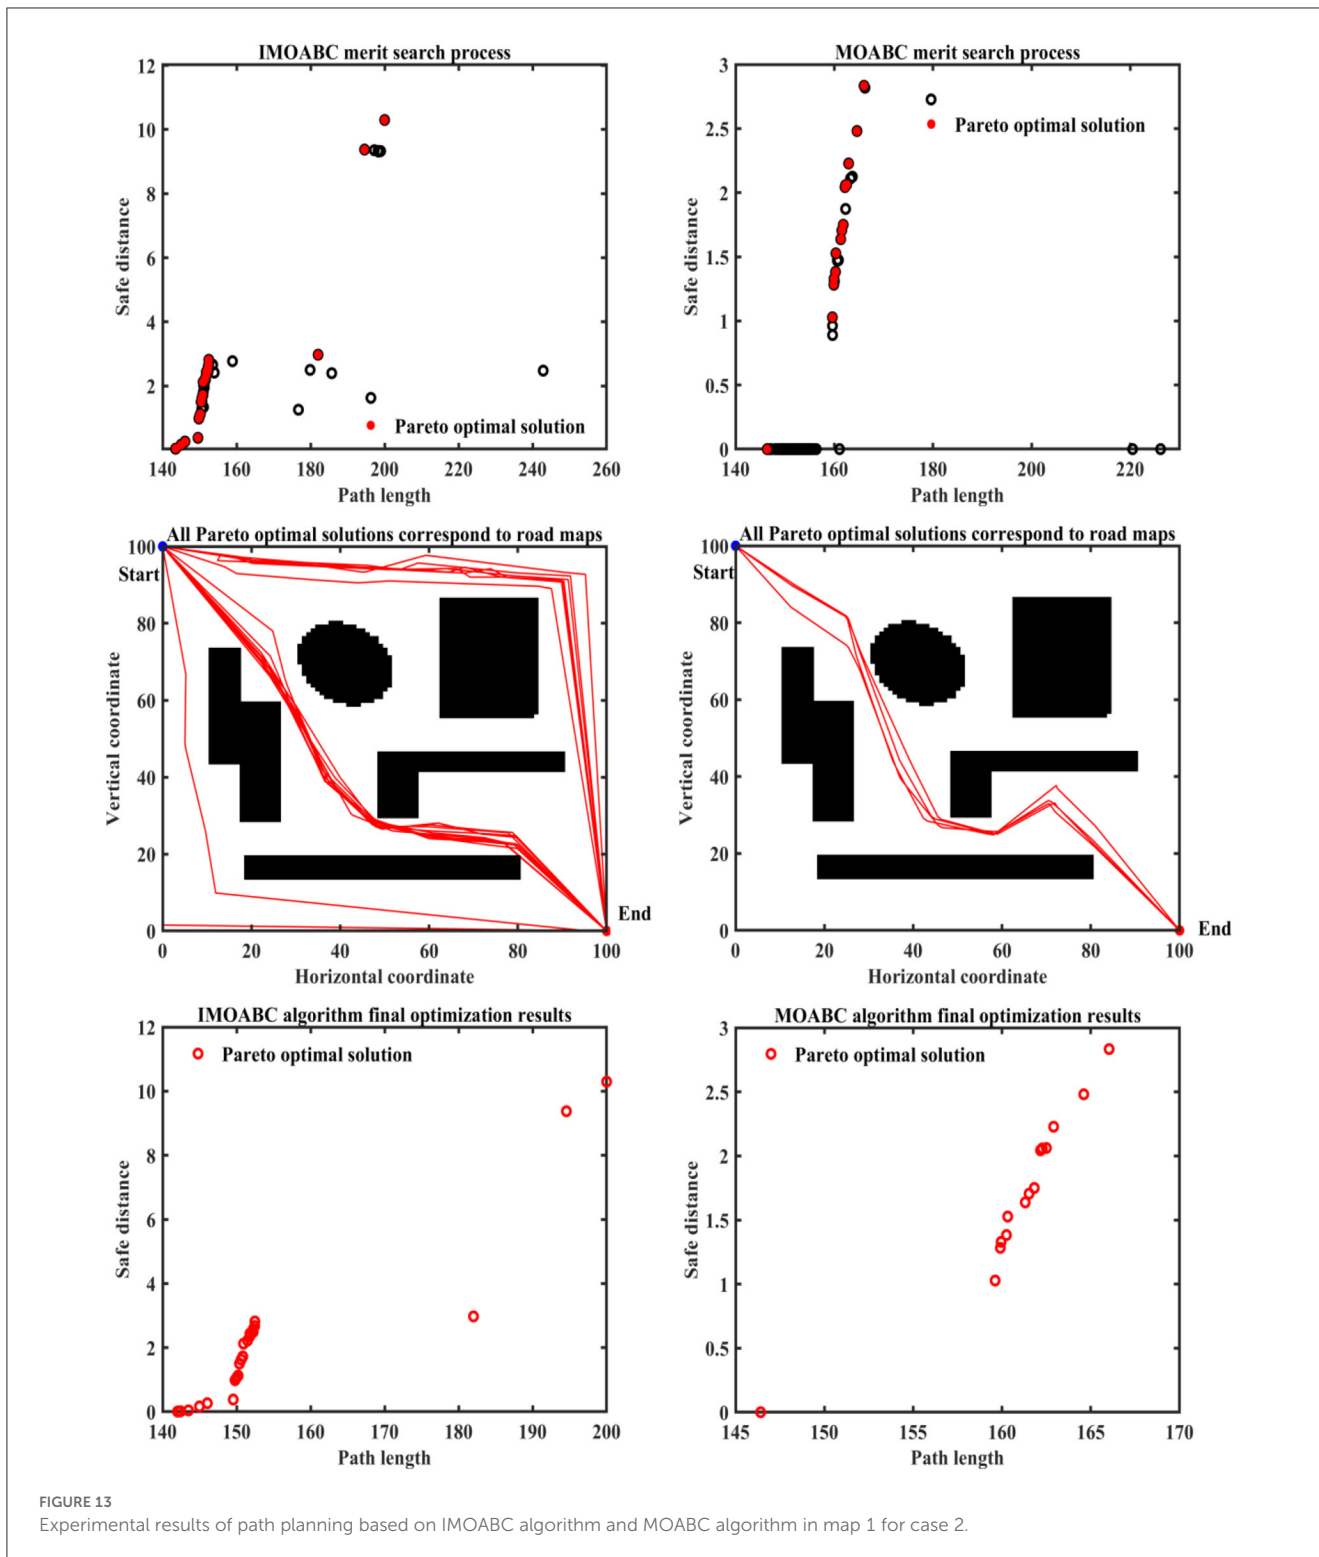 IMOABC merit search process
12
10
8
6
4
2
140 160 180 200 220 240 260
Safe distance
Path length
Pareto optimal solution
MOABC merit search process
3
2.5
2
1.5
1
0.5
0
140 160 180 200 220
Safe distance
Path length
Pareto optimal solution
All Pareto optimal solutions correspond to road maps
100
Start
80
60
40
20
0
0 20 40 60 80 100
End
Vertical coordinate
Horizontal coordinate
All Pareto optimal solutions correspond to road maps
100
Start
80
60
40
20
0
0 20 40 60 80 100
End
Vertical coordinate
Horizontal coordinate
IMOABC algorithm final optimization results
12
10
8
6
4
2
0
140 150 160 170 180 190 200
Safe distance
Path length
Pareto optimal solution
MOABC algorithm final optimization results
3
2.5
2
1.5
1
0.5
0
145 150 155 160 165 170
Safe distance
Path length
Pareto optimal solution
FIGURE 13
Experimental results of path planning based on IMOABC algorithm and MOABC algorithm in map 1 for case 2.